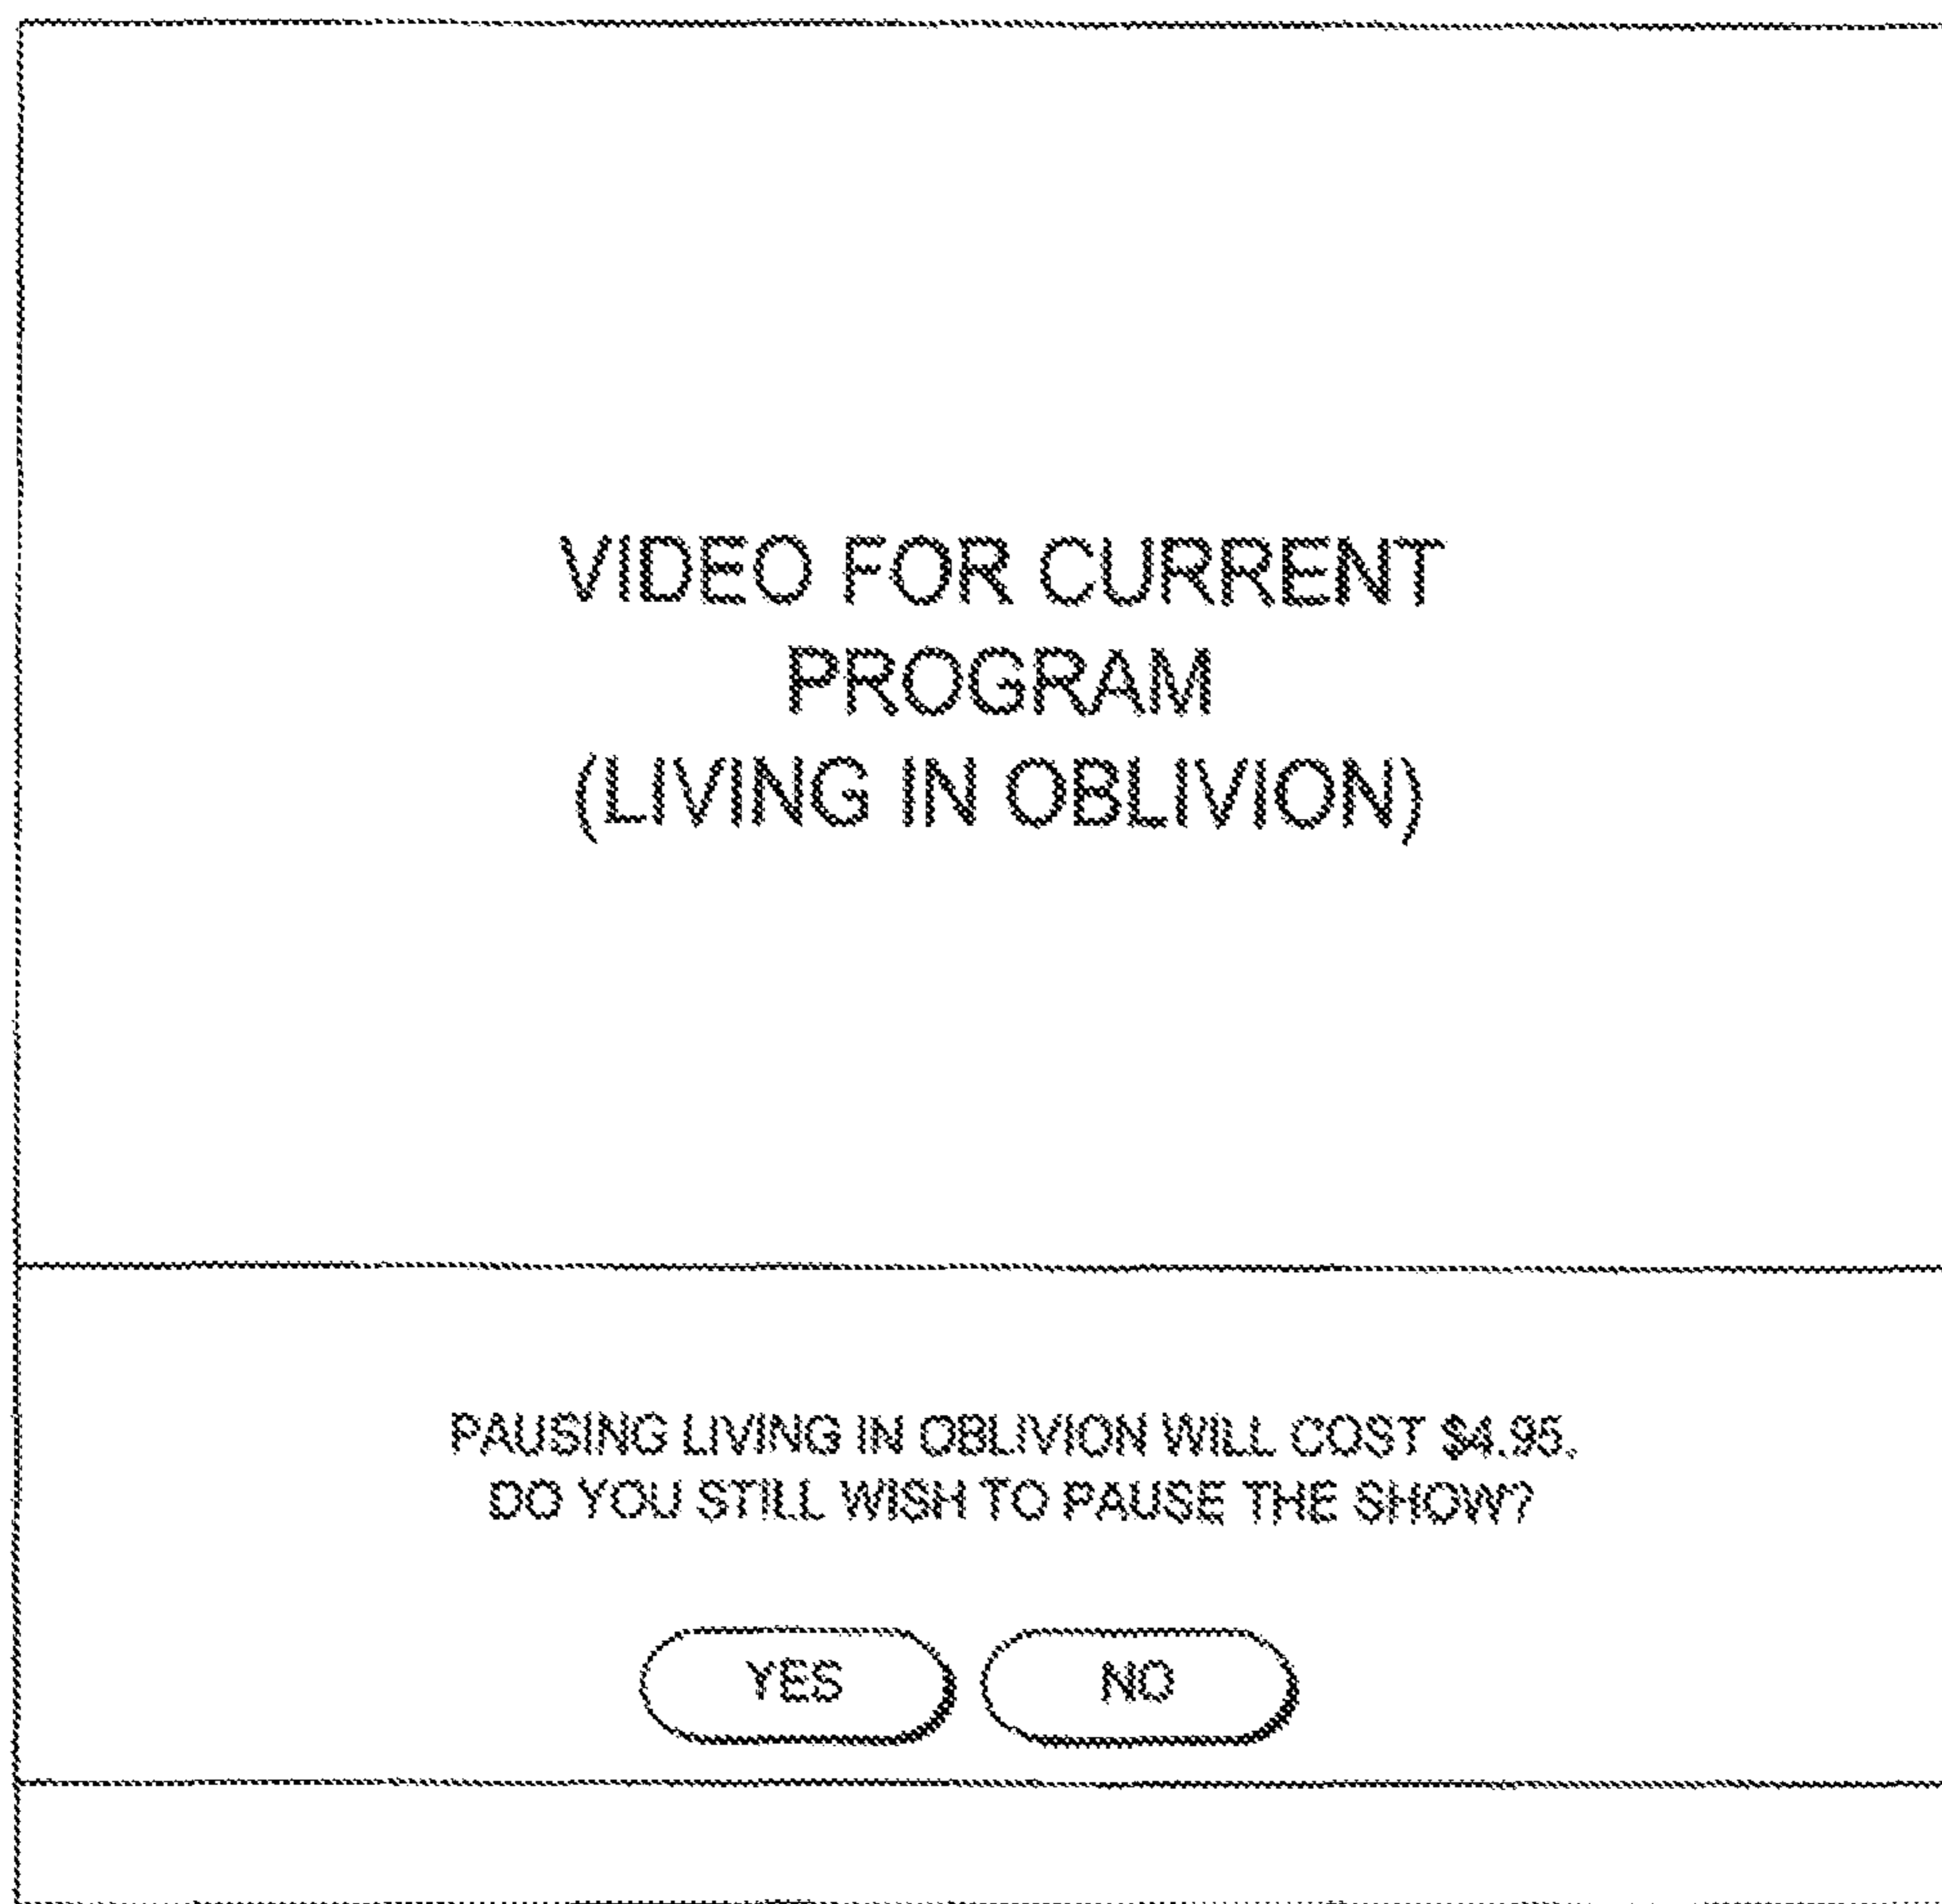 VIDEO FOR CURRENT
PROGRAM
(LIVING IN OBLIVION)
PAUSING LIVING IN OBLIVION WILL COST $4.95.
DO YOU STILL WISH TO PAUSE THE SHOW?
YES NO